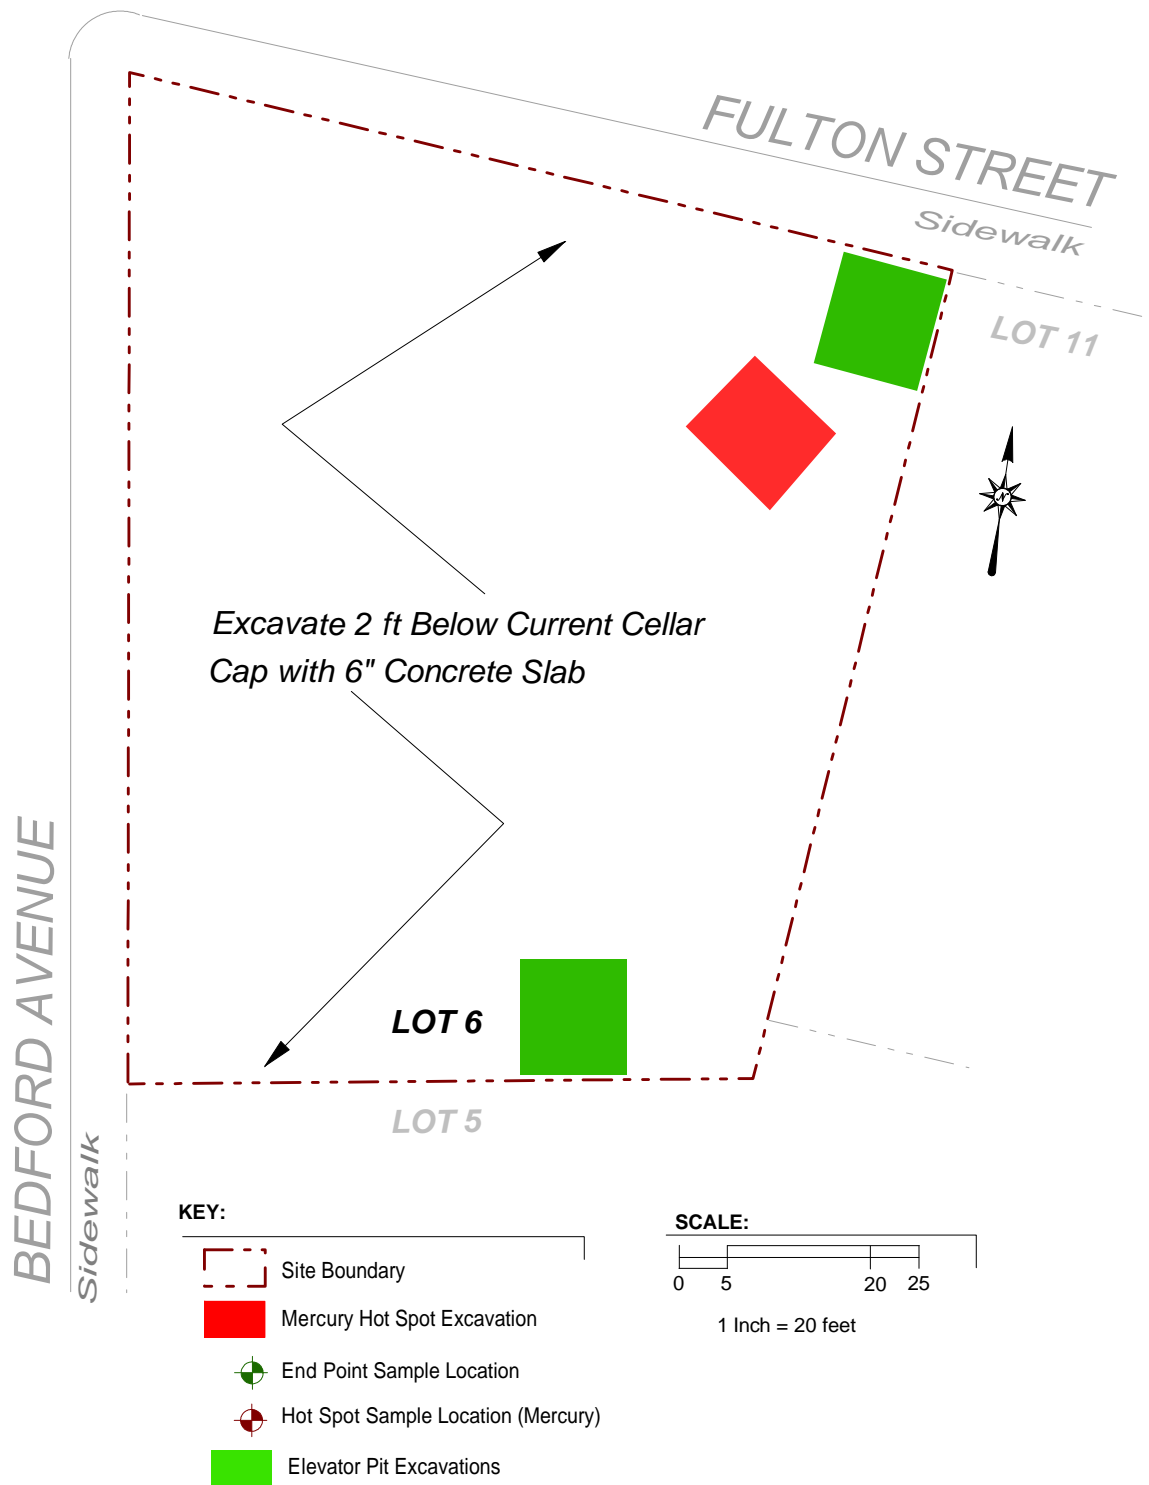 FULTON STREET
Sidewalk
LOT 11
N
Excavate 2 ft Below Current Cellar
Cap with 6" Concrete Slab
BEDFORD AVENUE
Sidewalk
LOT 6
LOT 5
KEY:
Site Boundary
Mercury Hot Spot Excavation
End Point Sample Location
Hot Spot Sample Location (Mercury)
Elevator Pit Excavations
SCALE:
0 5 20 25
1 Inch = 20 feet